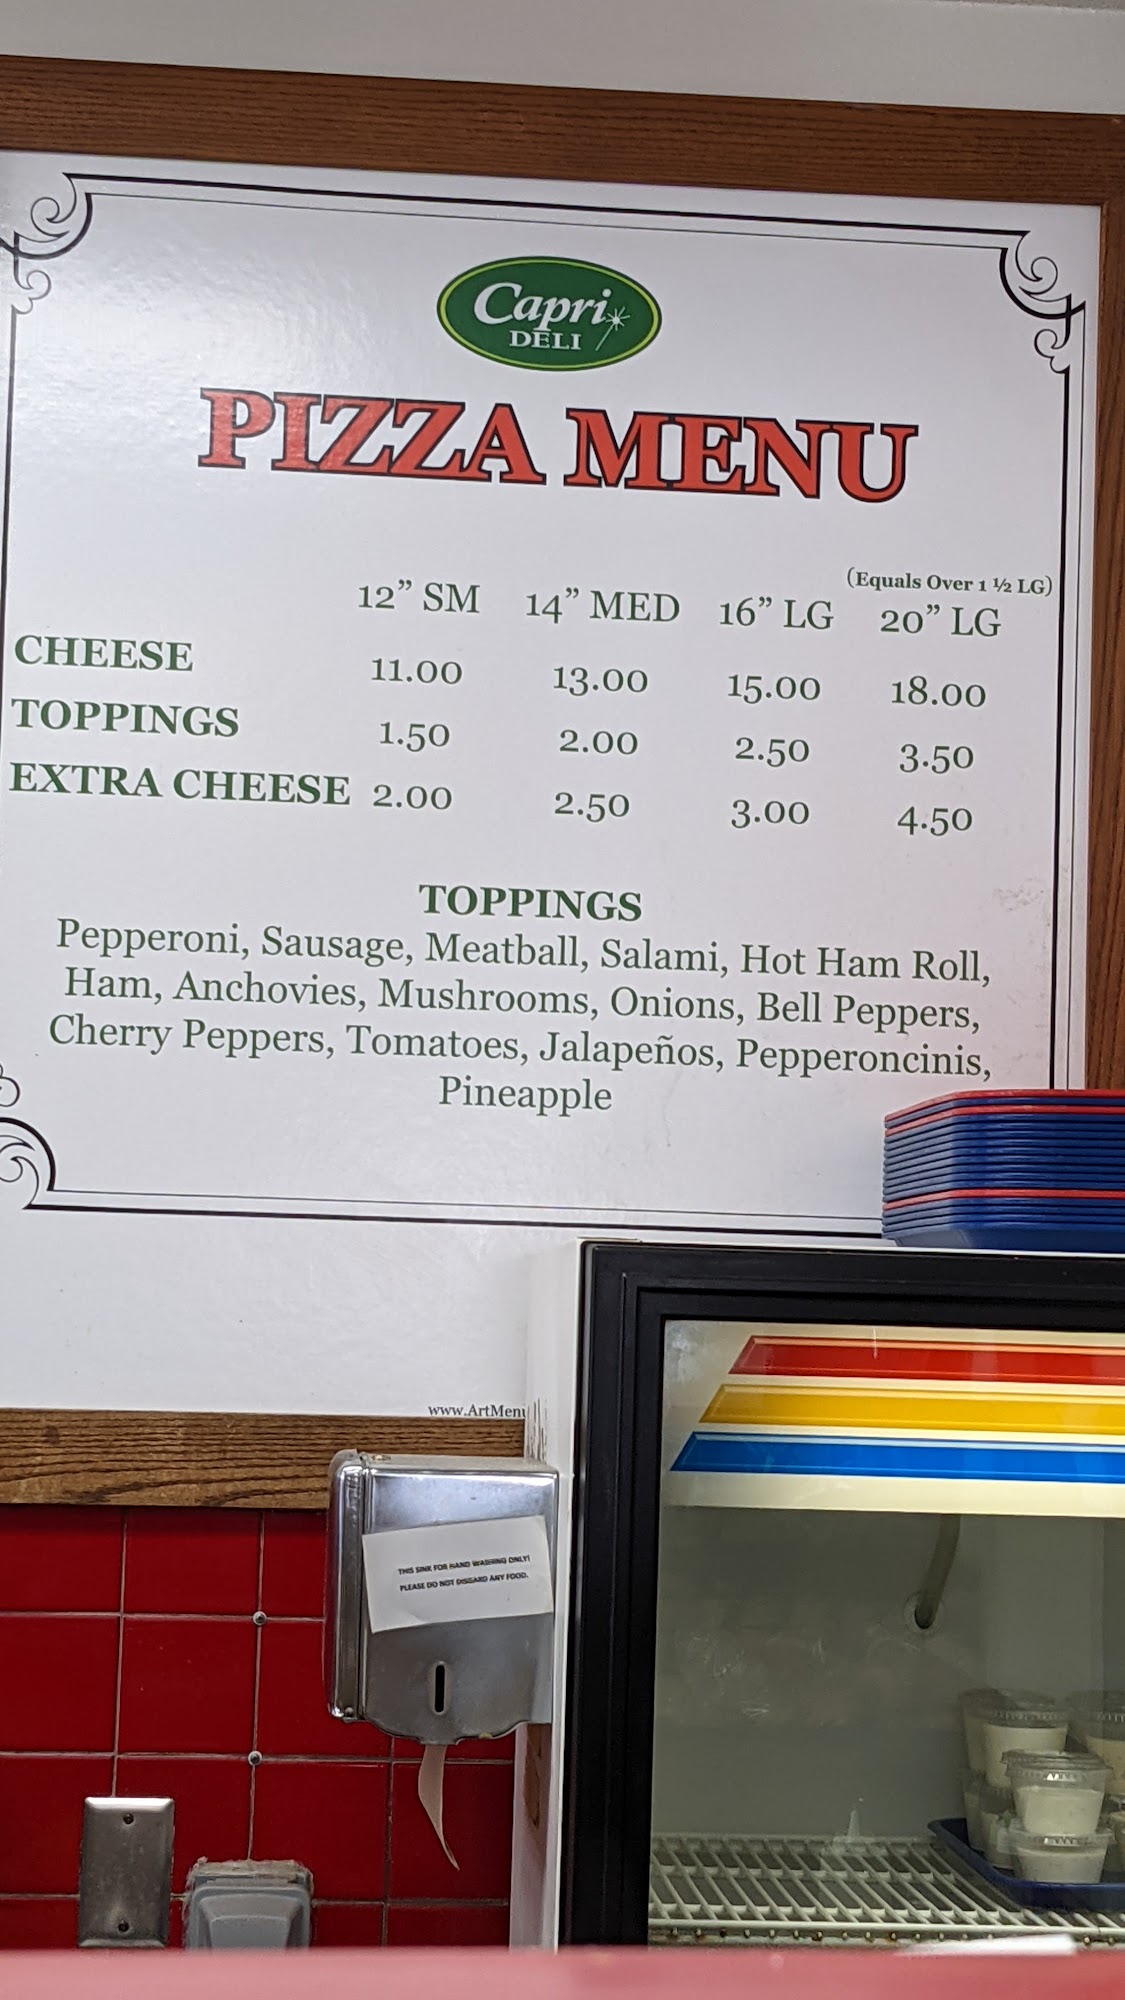 Capri
DELI
PIZZA MENU
(Equals Over 1 ½ LG)
12” SM 14” MED 16” LG 20” LG
CHEESE 11.00 13.00 15.00 18.00
TOPPINGS 1.50 2.00 2.50 3.50
EXTRA CHEESE 2.00 2.50 3.00 4.50
TOPPINGS
Pepperoni, Sausage, Meatball, Salami, Hot Ham Roll,
Ham, Anchovies, Mushrooms, Onions, Bell Peppers,
Cherry Peppers, Tomatoes, Jalapeños, Pepperoncinis,
Pineapple
www.ArtMenu
THIS SINK FOR HAND WASHING ONLY!
PLEASE DO NOT DISCARD ANY FOOD.